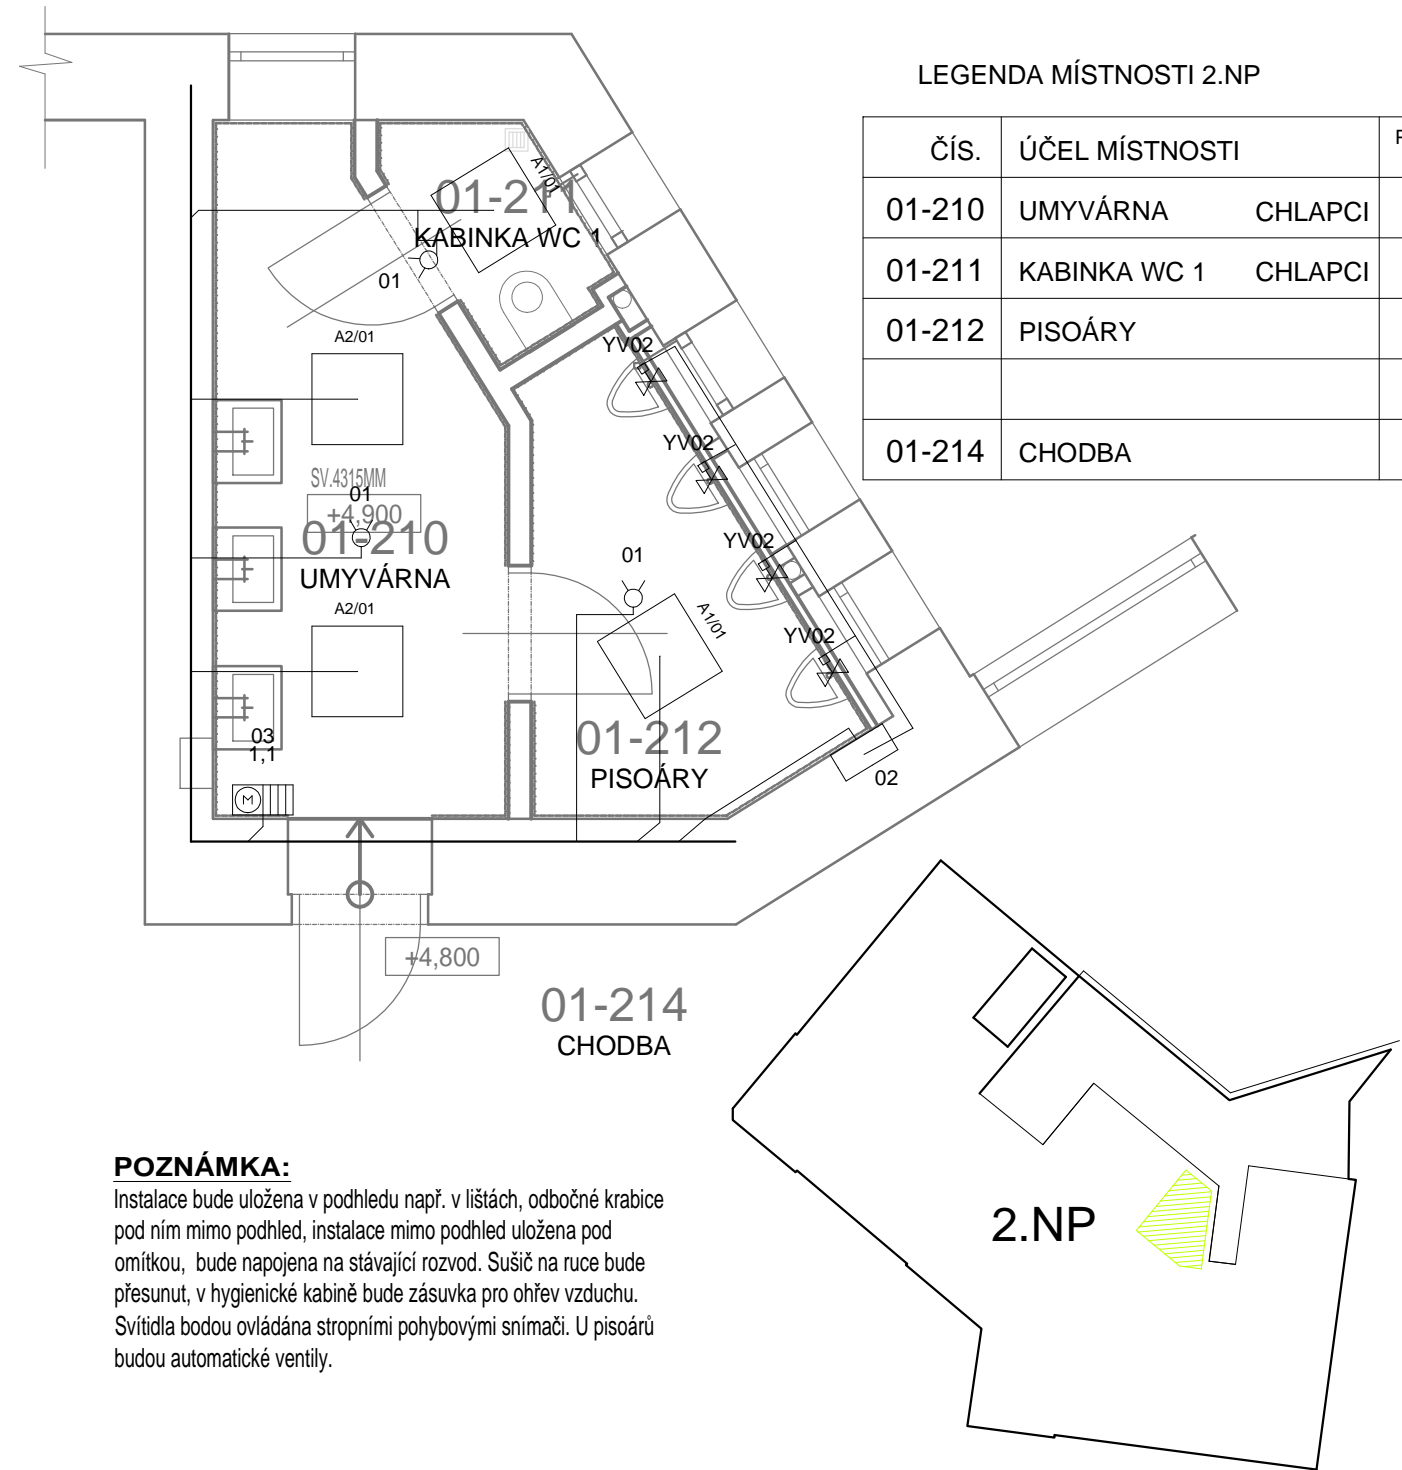 LEGENDA MÍSTNOSTI 2.NP
ČÍS. ÚČEL MÍSTNOSTI
01-210 UMYVÁRNA CHLAPCI
01-211 KABINKA WC 1 CHLAPCI
01-212 PISOÁRY
01-214 CHODBA
A1/01
01-211
KABINKA WC 1
01
A2/01
YV02
YV02
SV.4315MM
01
+4,900
01-210
UMYVÁRNA
A2/01
YV02
01
A1/01
YV02
03
1,1
M
01-212
PISOÁRY
02
+4,800
01-214
CHODBA
POZNÁMKA:
Instalace bude uložena v podhledu např. v lištách, odbočné krabice
pod ním mimo podhled, instalace mimo podhled uložena pod
omítkou, bude napojena na stávající rozvod. Sušič na ruce bude
přesunut, v hygienické kabině bude zásuvka pro ohřev vzduchu.
Svítidla bodou ovládána stropními pohybovými snímači. U pisoárů
budou automatické ventily.
2.NP